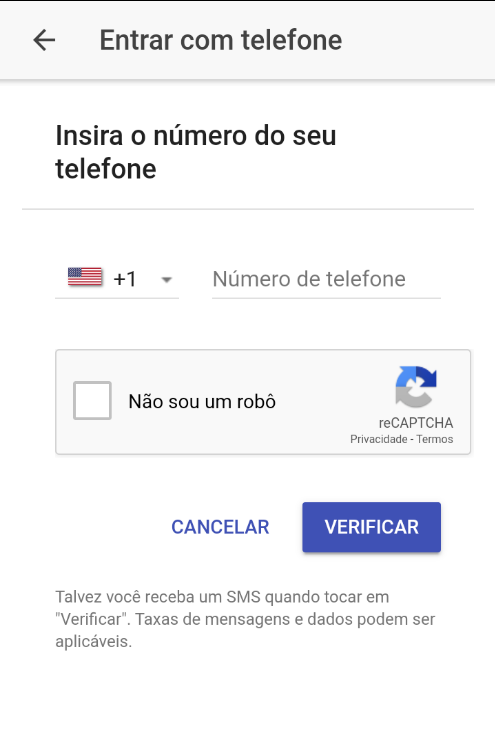 Entrar com telefone
Insira o número do seu
telefone
+1
Número de telefone
Não sou um robô
reCAPTCHA
Privacidade - Termos
CANCELAR
VERIFICAR
Talvez você receba um SMS quando tocar em
"Verificar". Taxas de mensagens e dados podem ser
aplicáveis.